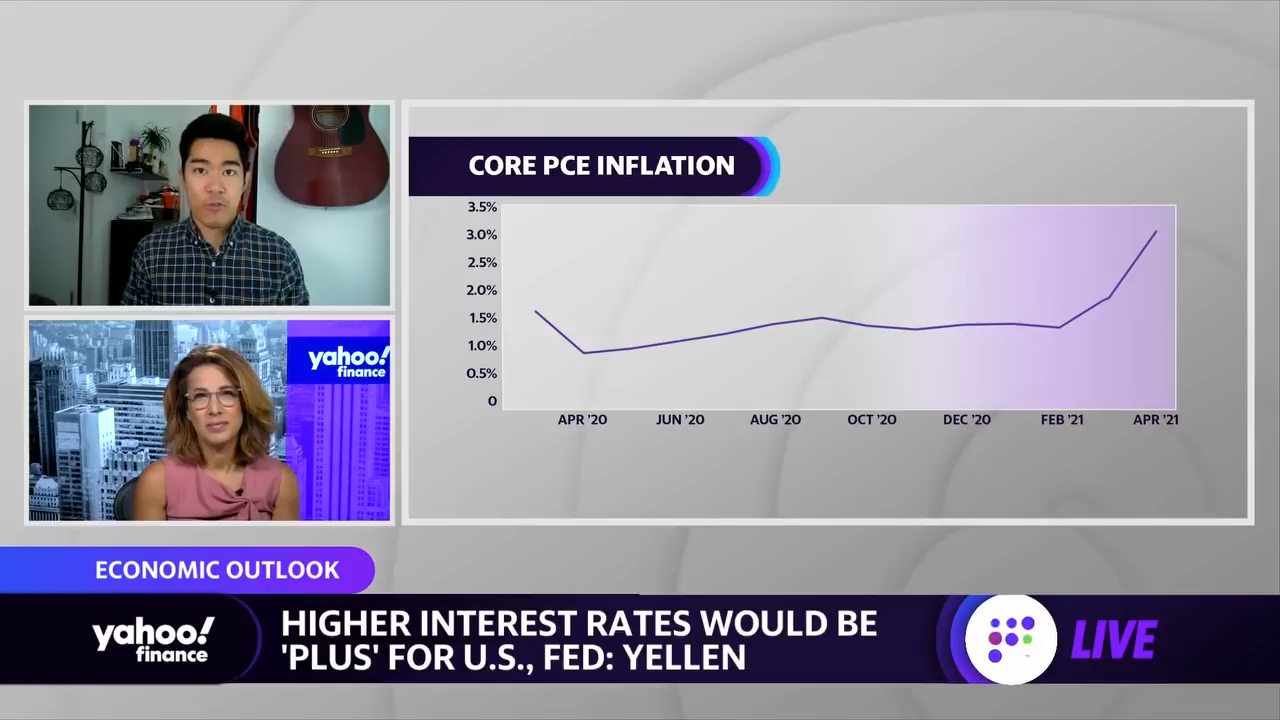 CORE PCE INFLATION
3.5%
3.0%
2.5%
2.0%
1.5%
1.0%
0.5%
0
APR '20 JUN '20 AUG '20 OCT '20 DEC '20 FEB '21 APR '21
yahoo!
finance
ECONOMIC OUTLOOK
yahoo!
finance
HIGHER INTEREST RATES WOULD BE
'PLUS' FOR U.S., FED: YELLEN
LIVE